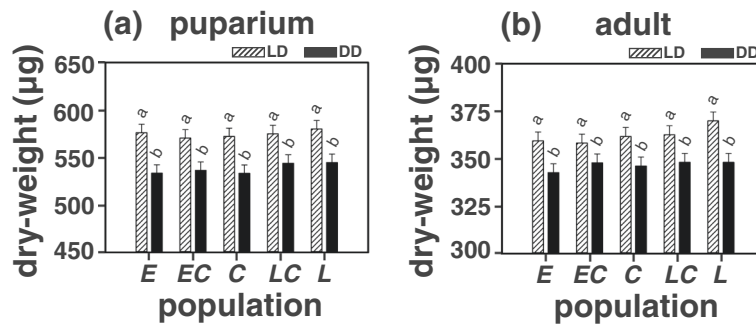 (a) puparium
LD DD
dry-weight (µg)
650
600
550
500
450
a b a b a b a b a b
E EC C LC L
population
(b) adult
LD DD
dry-weight (µg)
400
375
350
325
300
a b a b a b a b a b
E EC C LC L
population